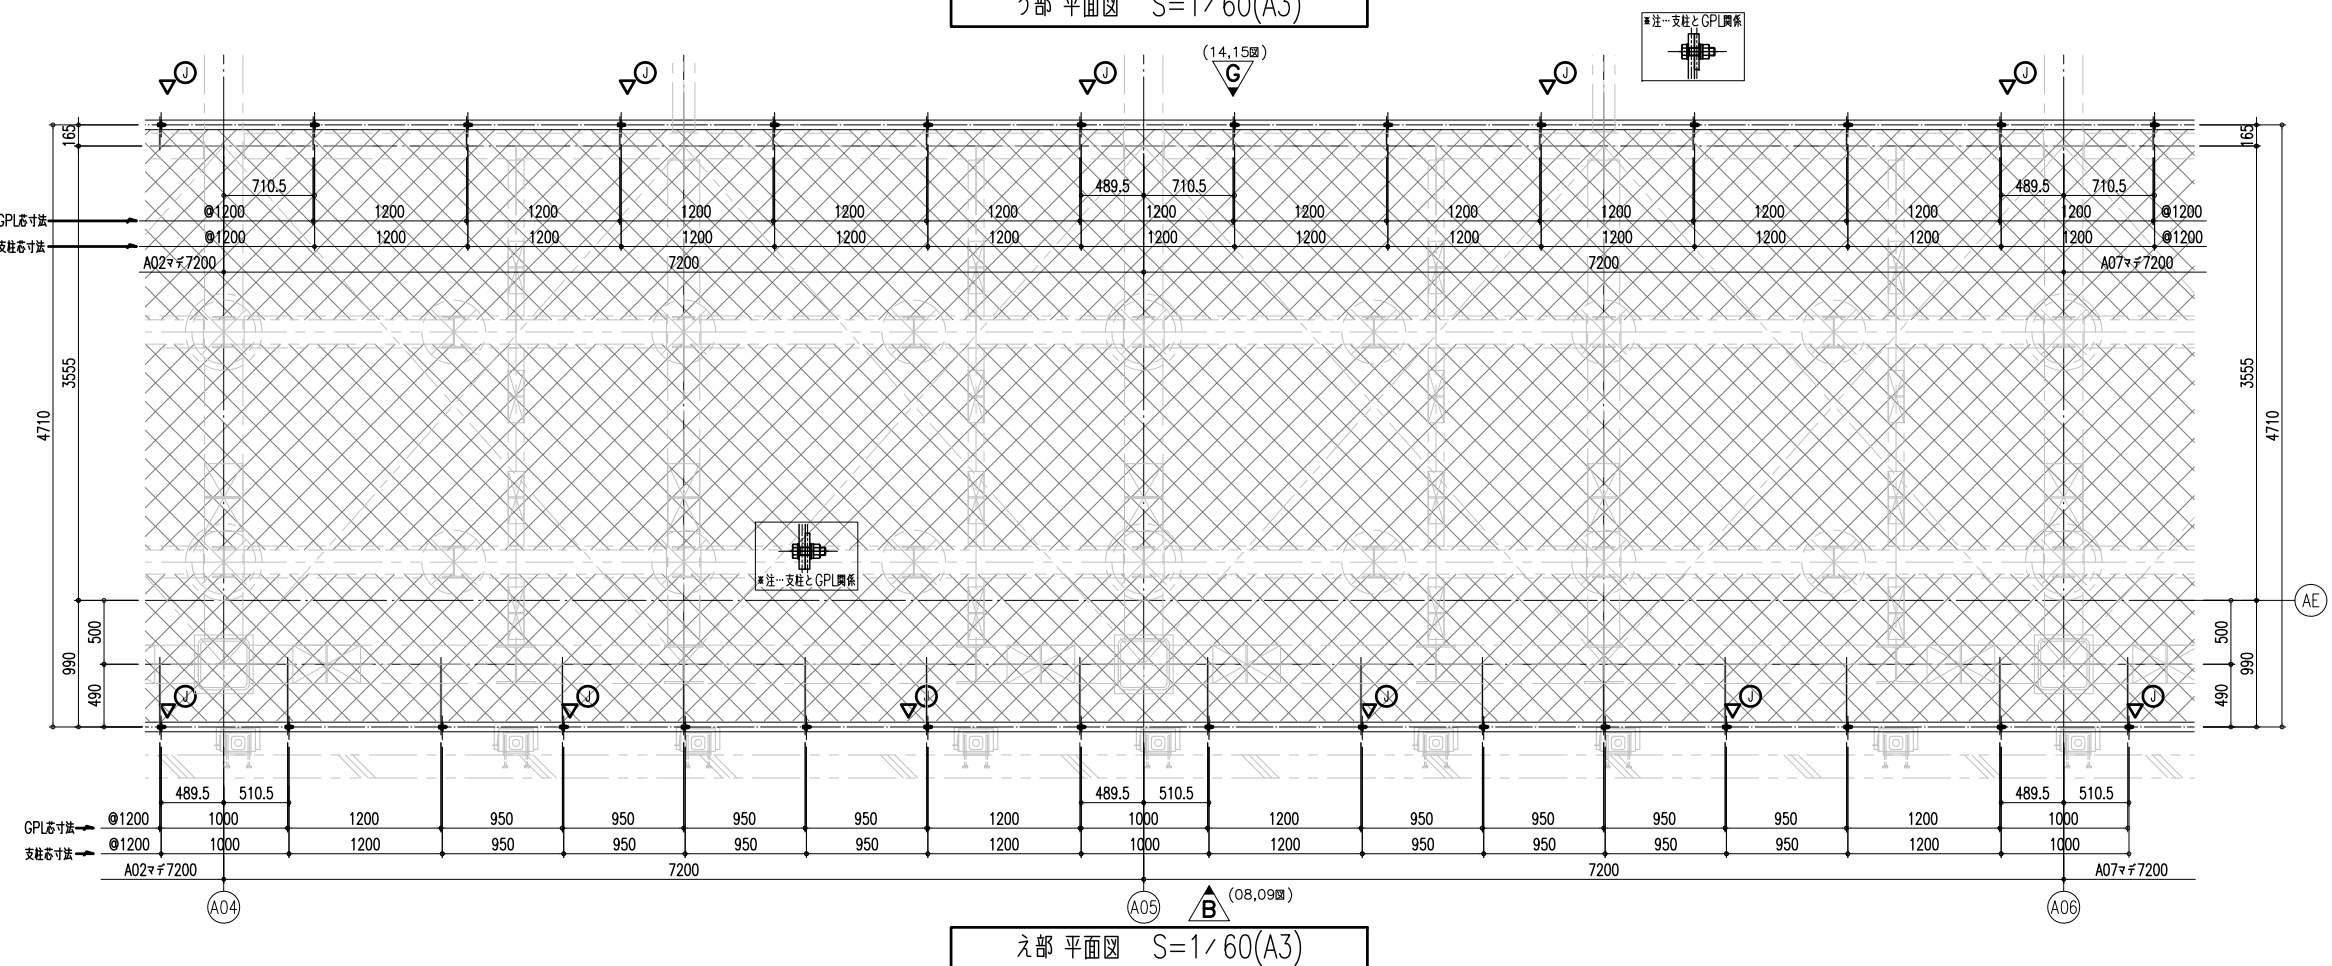 う部 平面図 S=1/60(A3)
※注…支柱とGPL関係
(14,15図)
G
J J J J J
165 165
710.5 489.5 710.5 489.5 710.5
GPL芯寸法 @1200 1200 1200 1200 1200 1200 1200 1200 1200 1200 1200 1200 1200 @1200
支柱芯寸法 @1200 1200 1200 1200 1200 1200 1200 1200 1200 1200 1200 1200 1200 @1200
A02マデ7200 7200 7200 A07マデ7200
3555 3555
4710 4710
※注…支柱とGPL関係
AE
500 500
990 990
490 490
J J J J J J
489.5 510.5 489.5 510.5 489.5 510.5
GPL芯寸法 @1200 1000 1200 950 950 950 950 1200 1000 1200 950 950 950 950 1200 1000
支柱芯寸法 @1200 1000 1200 950 950 950 950 1200 1000 1200 950 950 950 950 1200 1000
A02マデ7200 7200 7200 A07マデ7200
A04 A05 A06
B
(08,09図)
え部 平面図 S=1/60(A3)